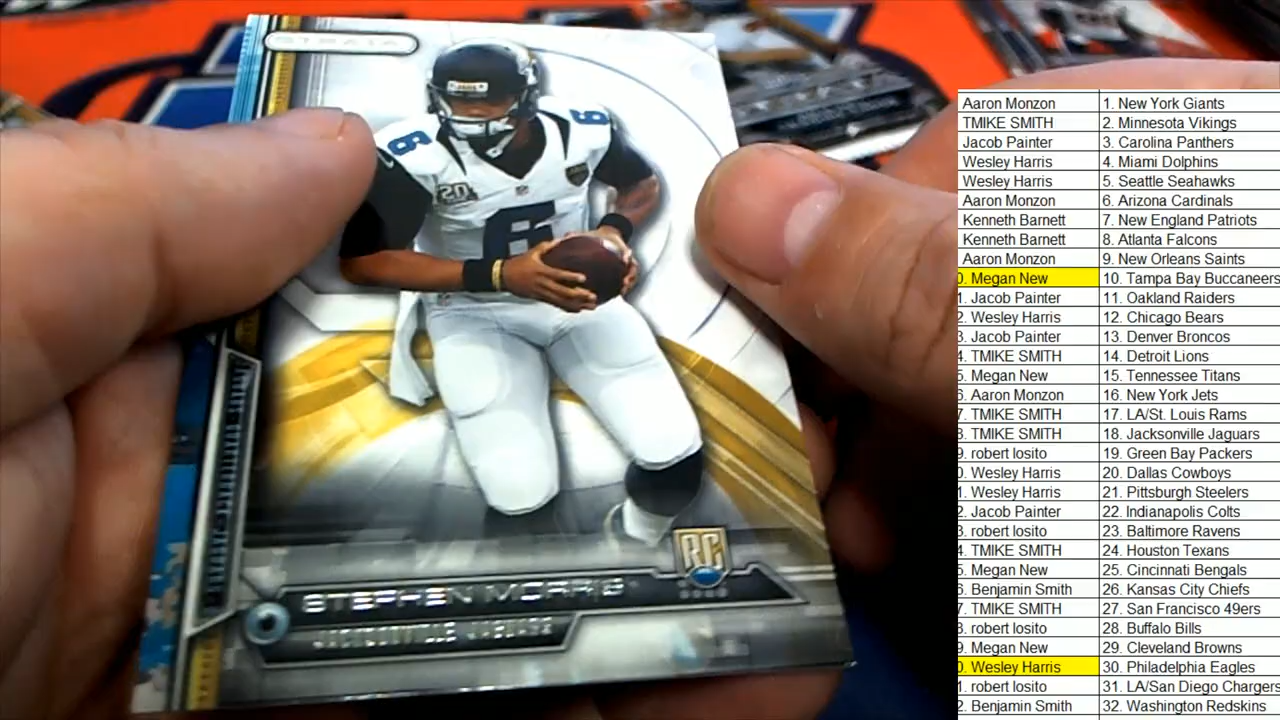 STRATA
6
6
20
6
RC
STEPHEN MORRIS
JACKSONVILLE JAGUARS
Aaron Monzon 1. New York Giants
TMIKE SMITH 2. Minnesota Vikings
Jacob Painter 3. Carolina Panthers
Wesley Harris 4. Miami Dolphins
Wesley Harris 5. Seattle Seahawks
Aaron Monzon 6. Arizona Cardinals
Kenneth Barnett 7. New England Patriots
Kenneth Barnett 8. Atlanta Falcons
Aaron Monzon 9. New Orleans Saints
0. Megan New 10. Tampa Bay Buccaneers
1. Jacob Painter 11. Oakland Raiders
2. Wesley Harris 12. Chicago Bears
3. Jacob Painter 13. Denver Broncos
4. TMIKE SMITH 14. Detroit Lions
5. Megan New 15. Tennessee Titans
6. Aaron Monzon 16. New York Jets
7. TMIKE SMITH 17. LA/St. Louis Rams
8. TMIKE SMITH 18. Jacksonville Jaguars
9. robert losito 19. Green Bay Packers
0. Wesley Harris 20. Dallas Cowboys
1. Wesley Harris 21. Pittsburgh Steelers
2. Jacob Painter 22. Indianapolis Colts
3. robert losito 23. Baltimore Ravens
4. TMIKE SMITH 24. Houston Texans
5. Megan New 25. Cincinnati Bengals
6. Benjamin Smith 26. Kansas City Chiefs
7. TMIKE SMITH 27. San Francisco 49ers
8. robert losito 28. Buffalo Bills
9. Megan New 29. Cleveland Browns
0. Wesley Harris 30. Philadelphia Eagles
1. robert losito 31. LA/San Diego Chargers
2. Benjamin Smith 32. Washington Redskins